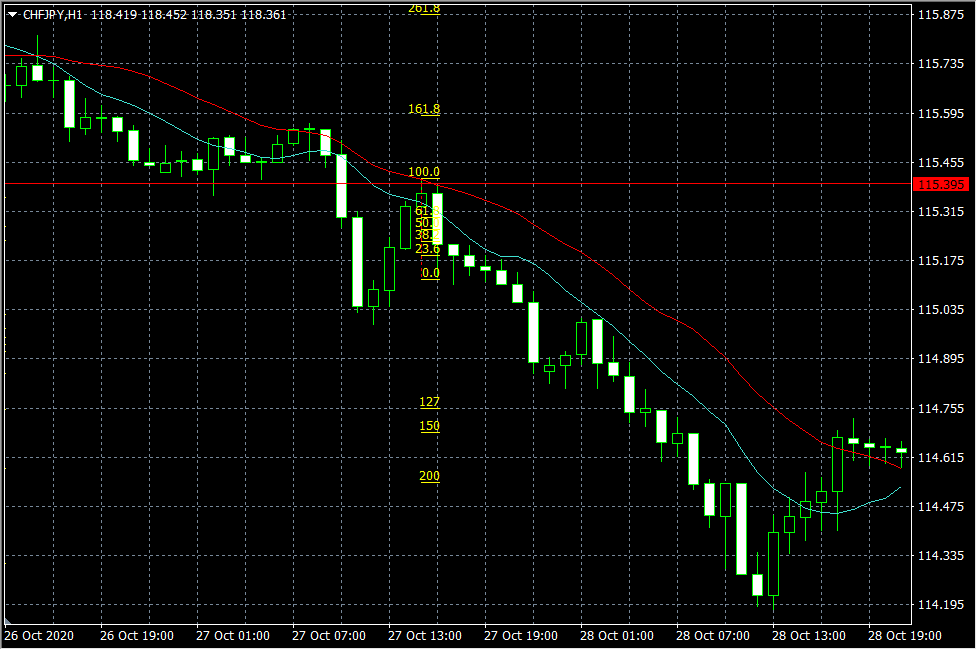 CHFJPY,H1 118.419 118.452 118.351 118.361
261.8
161.8
100.0
61.8
50.0
38.2
23.6
0.0
127
150
200
115.875
115.735
115.595
115.455
115.395
115.315
115.175
115.035
114.895
114.755
114.615
114.475
114.335
114.195
26 Oct 2020
26 Oct 19:00
27 Oct 01:00
27 Oct 07:00
27 Oct 13:00
27 Oct 19:00
28 Oct 01:00
28 Oct 07:00
28 Oct 13:00
28 Oct 19:00